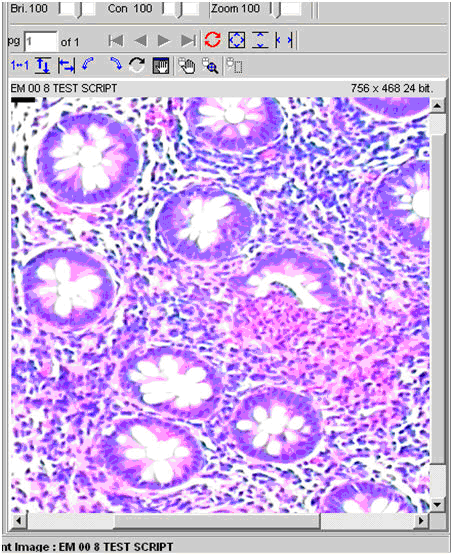 Bri. 100 Con 100 Zoom 100
pg 1 of 1
1↔1
EM 00 8 TEST SCRIPT 756 x 468 24 bit.
nt Image : EM 00 8 TEST SCRIPT